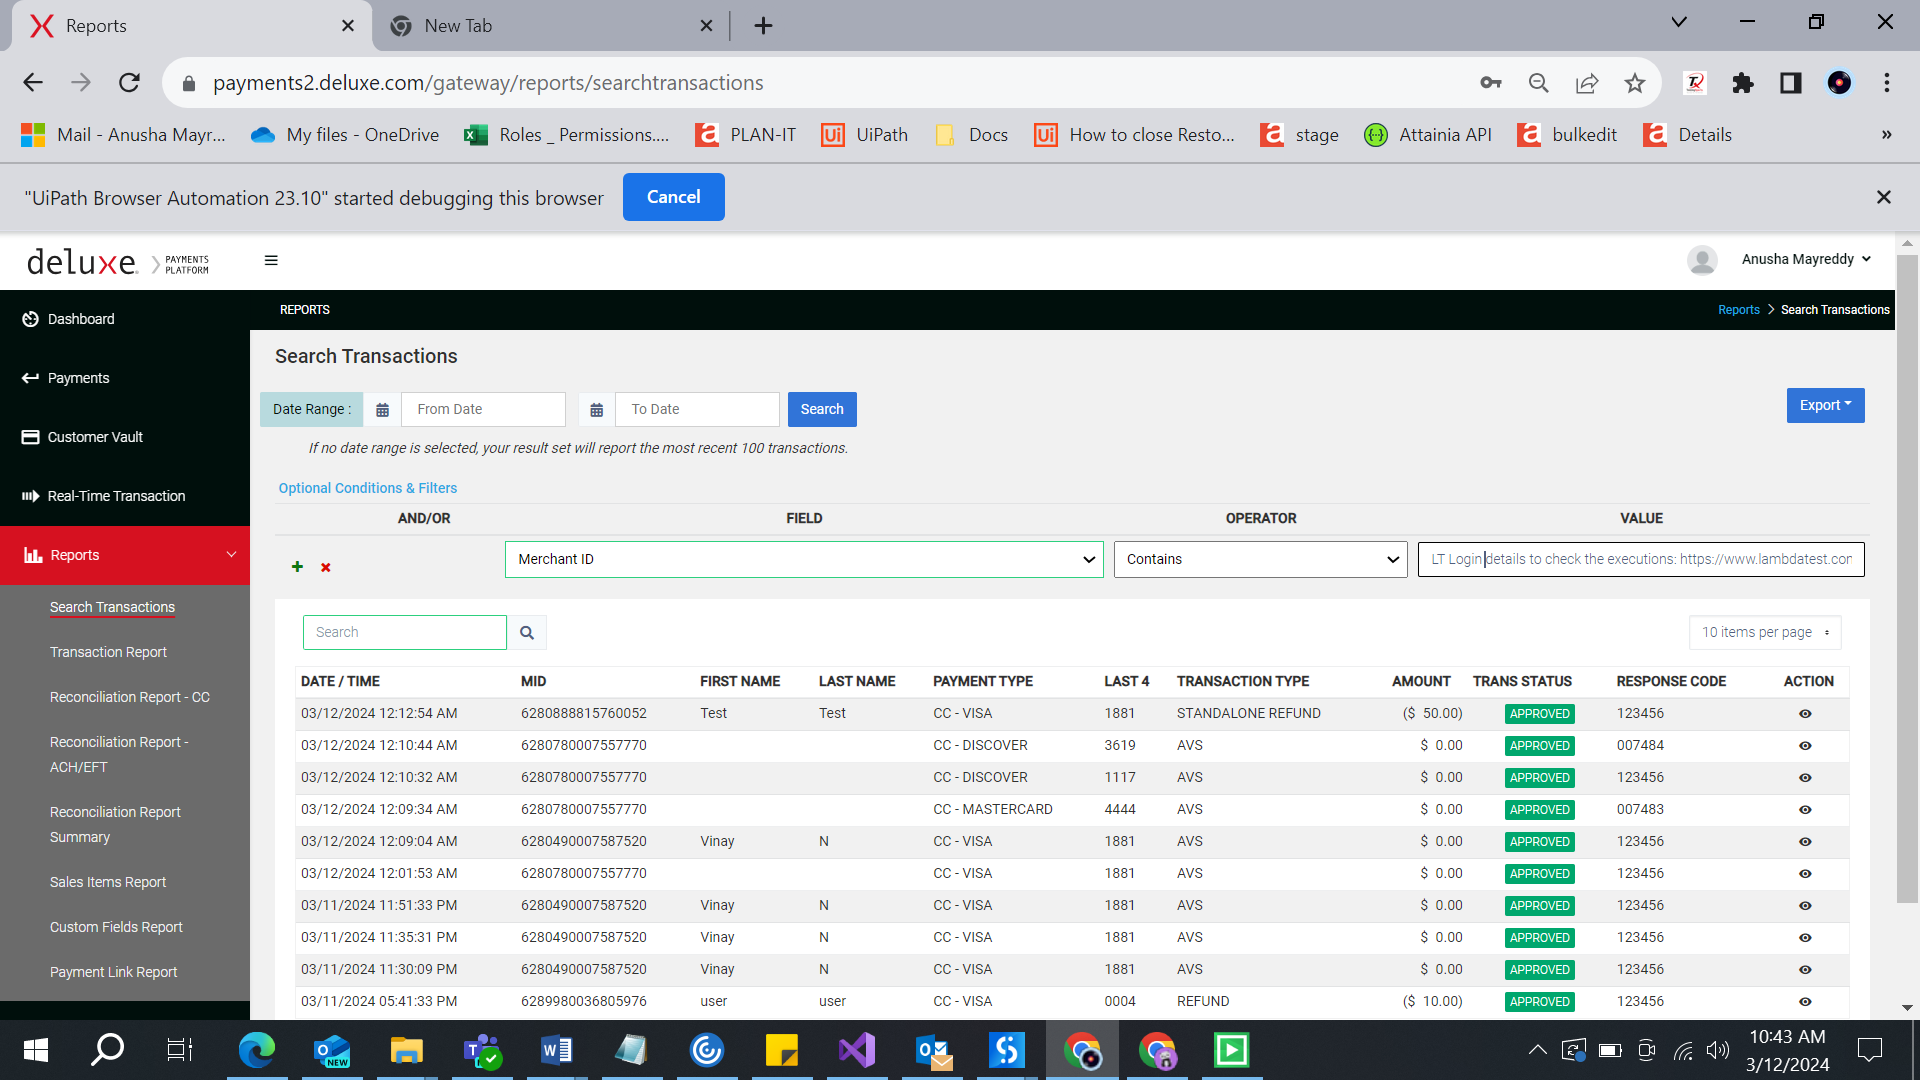 Reports
New Tab
payments2.deluxe.com/gateway/reports/searchtransactions
Mail - Anusha Mayr...
My files - OneDrive
Roles _ Permissions....
PLAN-IT
UiPath
Docs
How to close Resto...
stage
Attainia API
bulkedit
Details
»
"UiPath Browser Automation 23.10" started debugging this browser
Cancel
deluxe. PAYMENTS PLATFORM
Anusha Mayreddy
Dashboard
Payments
Customer Vault
Real-Time Transaction
Reports
Search Transactions
Transaction Report
Reconciliation Report - CC
Reconciliation Report -
ACH/EFT
Reconciliation Report
Summary
Sales Items Report
Custom Fields Report
Payment Link Report
REPORTS
Reports > Search Transactions
Search Transactions
Date Range : From Date To Date Search
Export
If no date range is selected, your result set will report the most recent 100 transactions.
Optional Conditions & Filters
AND/OR FIELD OPERATOR VALUE
Merchant ID Contains LT Login details to check the executions: https://www.lambdatest.con
Search
10 items per page
DATE / TIME MID FIRST NAME LAST NAME PAYMENT TYPE LAST 4 TRANSACTION TYPE AMOUNT TRANS STATUS RESPONSE CODE ACTION
03/12/2024 12:12:54 AM 6280888815760052 Test Test CC - VISA 1881 STANDALONE REFUND ($ 50.00) APPROVED 123456
03/12/2024 12:10:44 AM 6280780007557770 CC - DISCOVER 3619 AVS $ 0.00 APPROVED 007484
03/12/2024 12:10:32 AM 6280780007557770 CC - DISCOVER 1117 AVS $ 0.00 APPROVED 123456
03/12/2024 12:09:34 AM 6280780007557770 CC - MASTERCARD 4444 AVS $ 0.00 APPROVED 007483
03/12/2024 12:09:04 AM 6280490007587520 Vinay N CC - VISA 1881 AVS $ 0.00 APPROVED 123456
03/12/2024 12:01:53 AM 6280780007557770 CC - VISA 1881 AVS $ 0.00 APPROVED 123456
03/11/2024 11:51:33 PM 6280490007587520 Vinay N CC - VISA 1881 AVS $ 0.00 APPROVED 123456
03/11/2024 11:35:31 PM 6280490007587520 Vinay N CC - VISA 1881 AVS $ 0.00 APPROVED 123456
03/11/2024 11:30:09 PM 6280490007587520 Vinay N CC - VISA 1881 AVS $ 0.00 APPROVED 123456
03/11/2024 05:41:33 PM 6289980036805976 user user CC - VISA 0004 REFUND ($ 10.00) APPROVED 123456
10:43 AM
3/12/2024